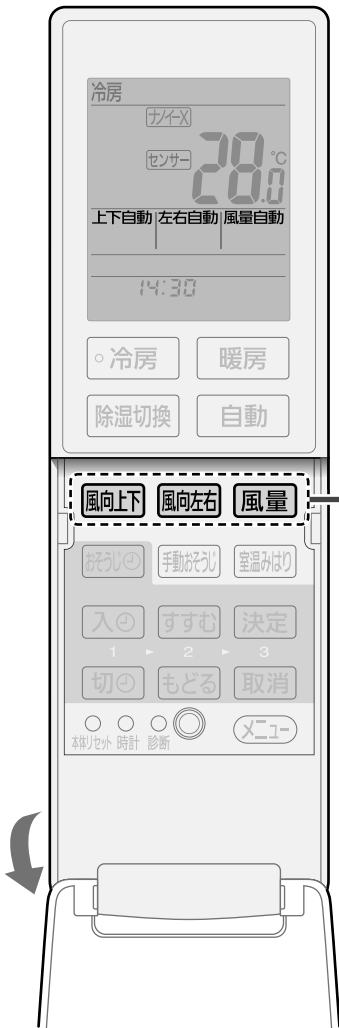 冷房
ナノイーX
センサー 28.0℃
上下自動 左右自動 風量自動
14:30
冷房 暖房
除湿切換 自動
風向上下 風向左右 風量
おそうじ 手動おそうじ 室温みはり
入 すすむ 決定
1 ► 2 ► 3
切 もどる 取消
本体リセット 時計 診断 メニュー